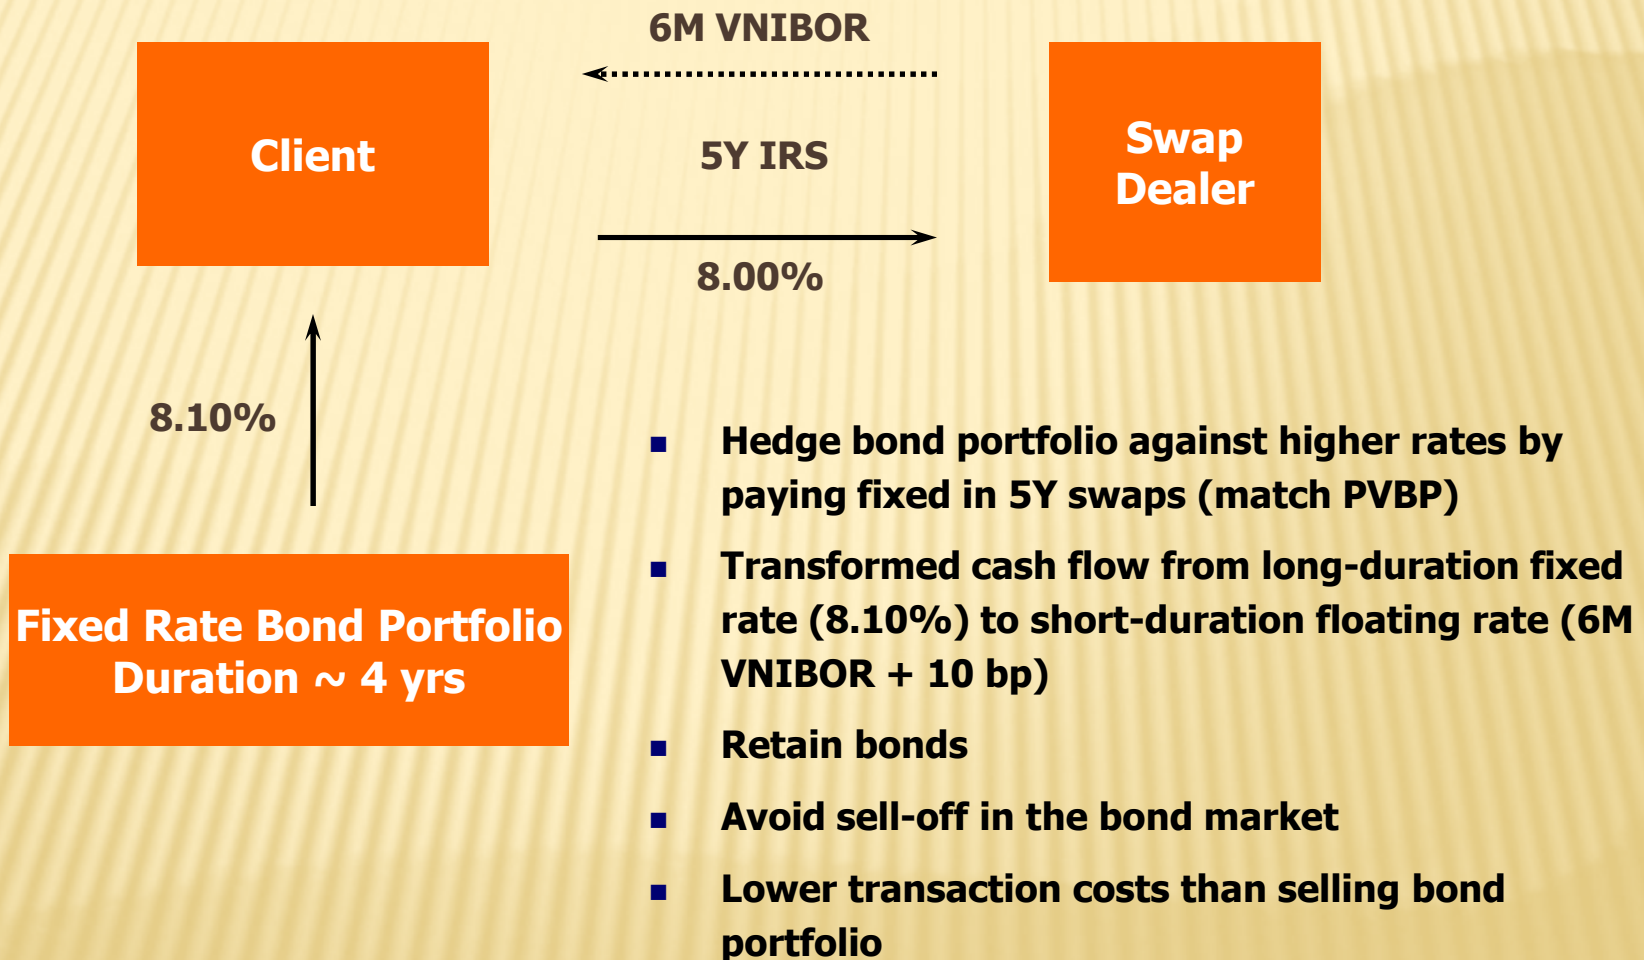 6M VNIBOR
Client
5Y IRS
Swap
Dealer
8.00%
8.10%
Fixed Rate Bond Portfolio
Duration ~ 4 yrs
■ Hedge bond portfolio against higher rates by
paying fixed in 5Y swaps (match PVBP)
■ Transformed cash flow from long-duration fixed
rate (8.10%) to short-duration floating rate (6M
VNIBOR + 10 bp)
■ Retain bonds
■ Avoid sell-off in the bond market
■ Lower transaction costs than selling bond
portfolio